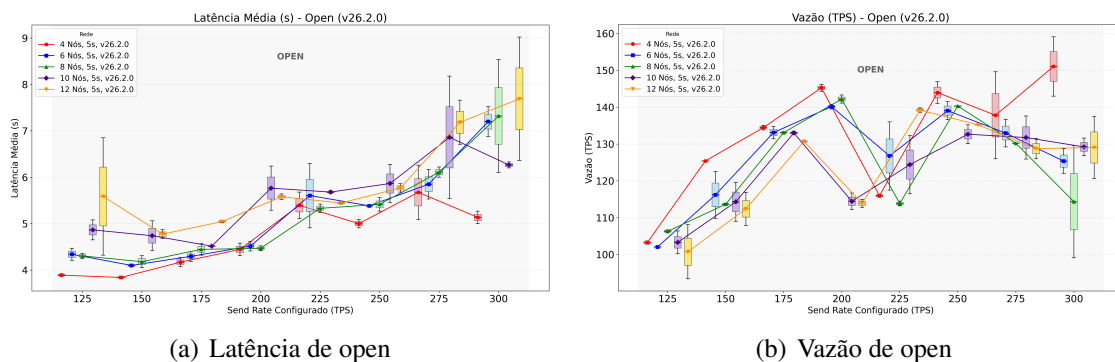 Latência Média (s) - Open (v26.2.0)
Rede
4 Nós, 5s, v26.2.0
6 Nós, 5s, v26.2.0
8 Nós, 5s, v26.2.0
10 Nós, 5s, v26.2.0
12 Nós, 5s, v26.2.0
OPEN
Latência Média (s)
9
8
7
6
5
4
125 150 175 200 225 250 275 300
Send Rate Configurado (TPS)
(a) Latência de open
Vazão (TPS) - Open (v26.2.0)
Rede
4 Nós, 5s, v26.2.0
6 Nós, 5s, v26.2.0
8 Nós, 5s, v26.2.0
10 Nós, 5s, v26.2.0
12 Nós, 5s, v26.2.0
OPEN
Vazão (TPS)
160
150
140
130
120
110
100
125 150 175 200 225 250 275 300
Send Rate Configurado (TPS)
(b) Vazão de open